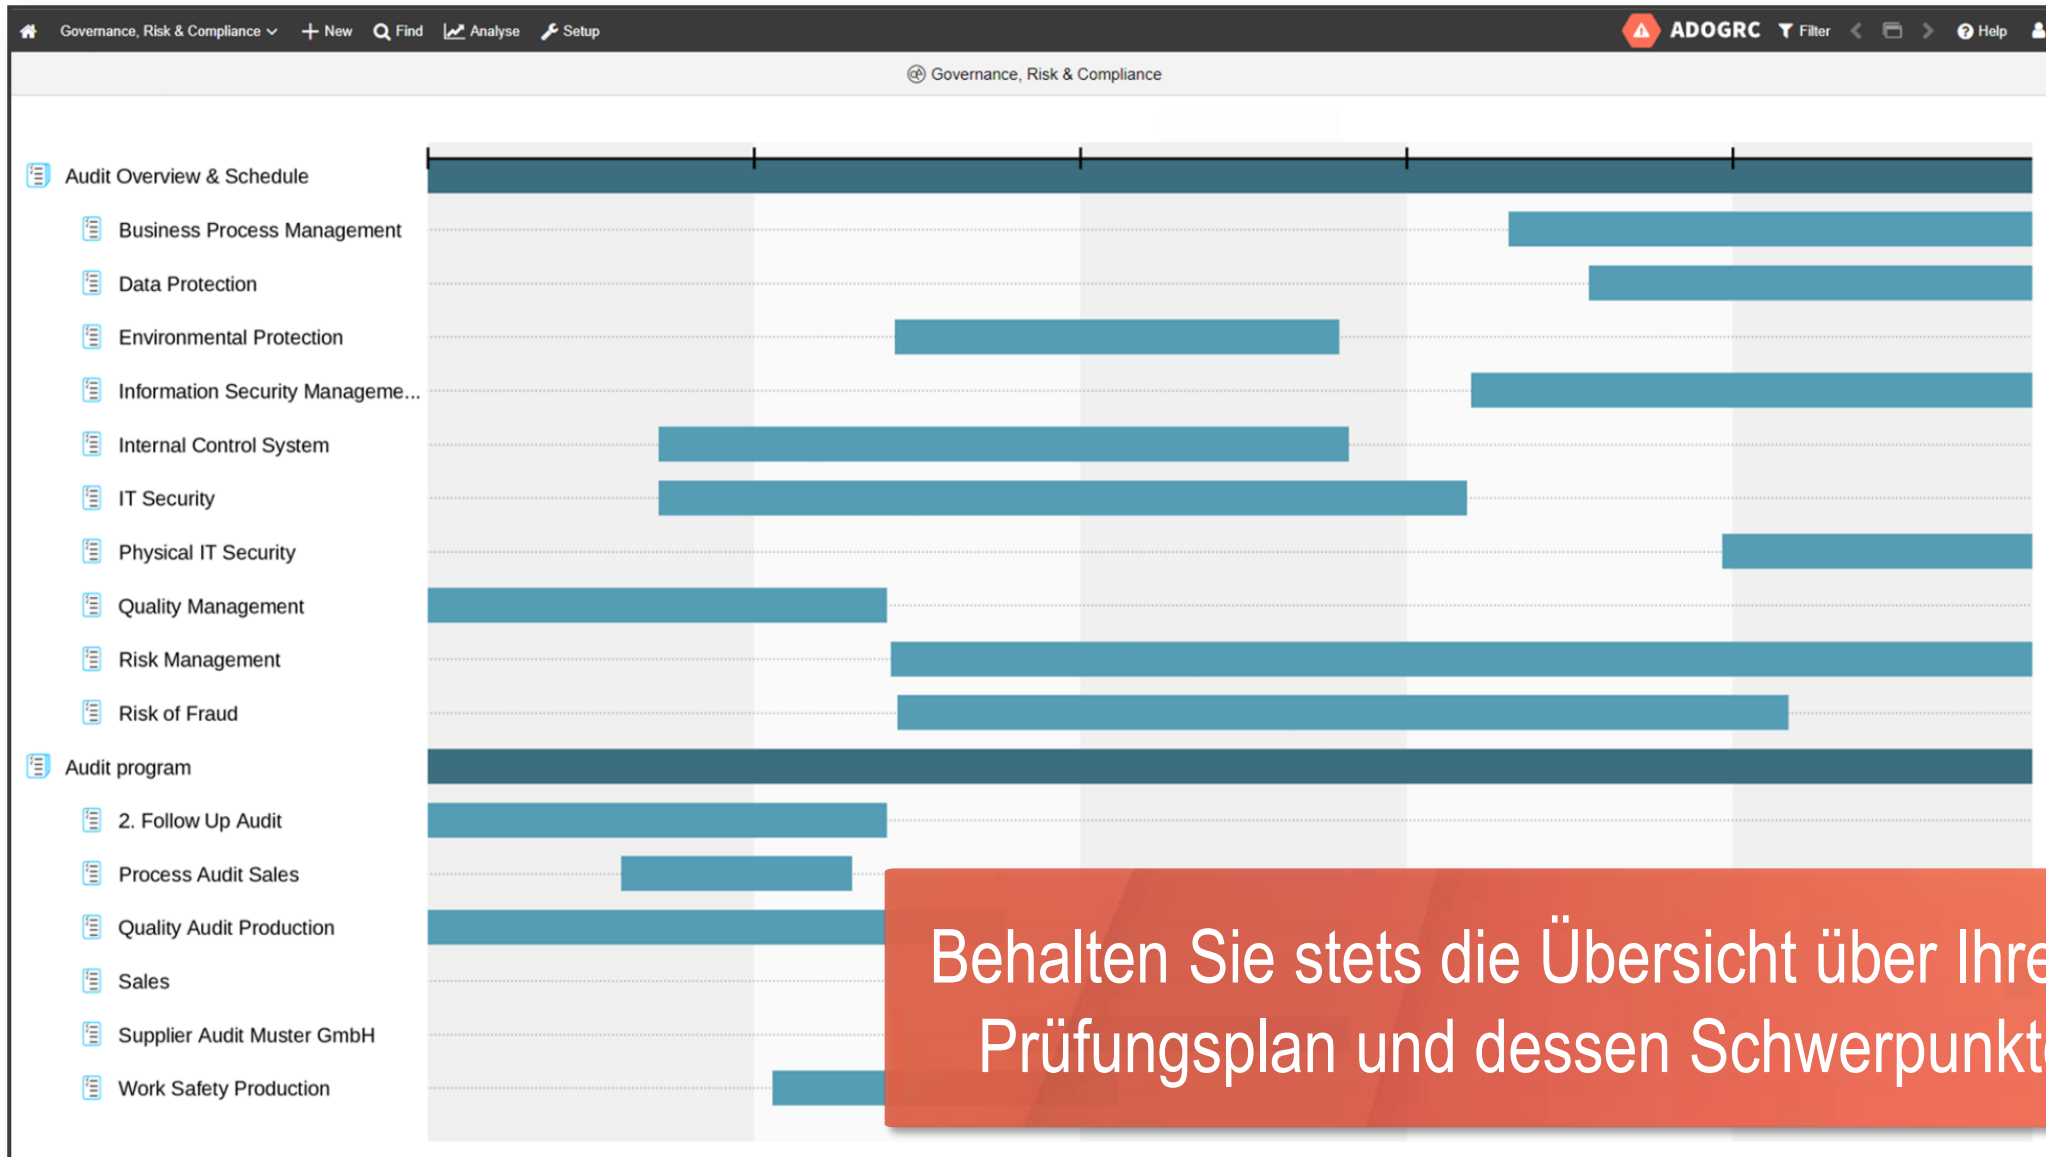 Governance, Risk & Compliance New Find Analyse Setup ADOGRC Filter Help
Governance, Risk & Compliance
Audit Overview & Schedule
Business Process Management
Data Protection
Environmental Protection
Information Security Manageme...
Internal Control System
IT Security
Physical IT Security
Quality Management
Risk Management
Risk of Fraud
Audit program
2. Follow Up Audit
Process Audit Sales
Quality Audit Production
Sales
Supplier Audit Muster GmbH
Work Safety Production
Behalten Sie stets die Übersicht über Ihre
Prüfungsplan und dessen Schwerpunkte